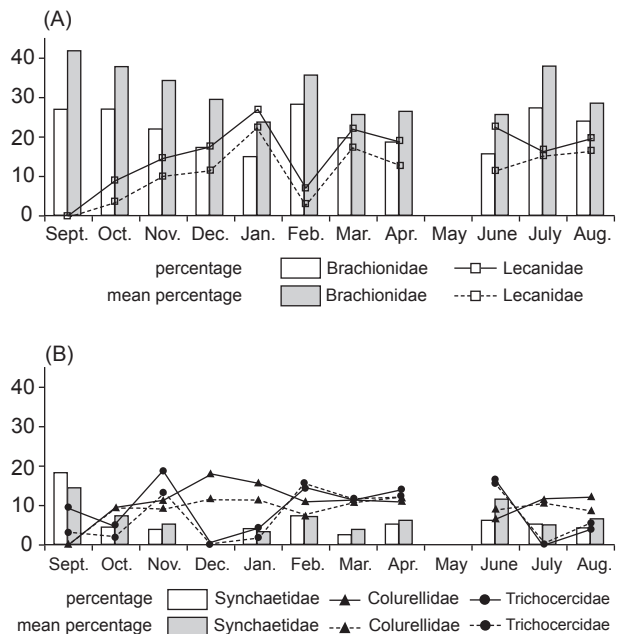 (A)
40
30
20
10
0
Sept. Oct. Nov. Dec. Jan. Feb. Mar. Apr. May June July Aug.
percentage Brachionidae Lecanidae
mean percentage Brachionidae Lecanidae
(B)
40
30
20
10
0
Sept. Oct. Nov. Dec. Jan. Feb. Mar. Apr. May June July Aug.
percentage Synchaetidae Colurellidae Trichocercidae
mean percentage Synchaetidae Colurellidae Trichocercidae